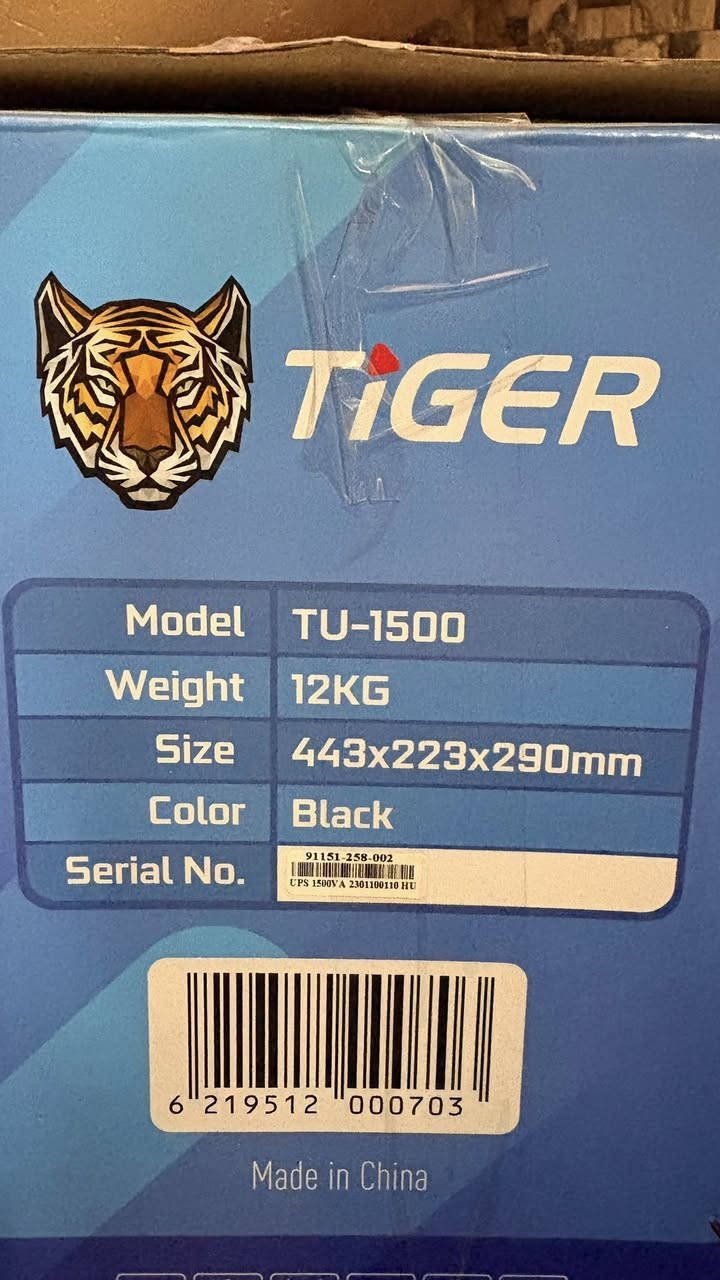 TiGER
Model TU-1500
Weight 12KG
Size 443x223x290mm
Color Black
Serial No.
91151-258-002
UPS 1500VA 2301100110 HU
6 219512 000703
Made in China